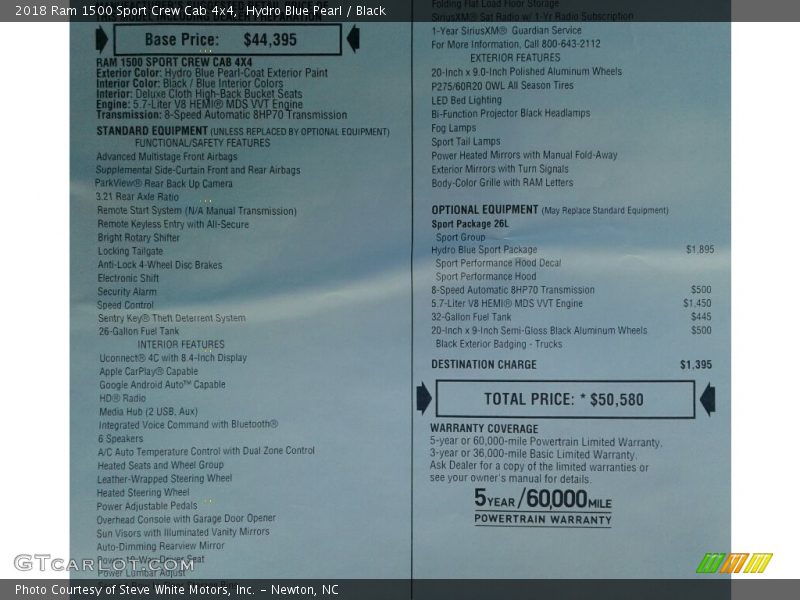 2018 Ram 1500 Sport Crew Cab 4x4, Hydro Blue Pearl / Black
THIS MODEL INCLUDING DEALER PREPARATION
Base Price: $44,395
RAM 1500 SPORT CREW CAB 4X4
Exterior Color: Hydro Blue Pearl-Coat Exterior Paint
Interior Color: Black / Blue Interior Colors
Interior: Deluxe Cloth High-Back Bucket Seats
Engine: 5.7-Liter V8 HEMI® MDS VVT Engine
Transmission: 8-Speed Automatic 8HP70 Transmission
STANDARD EQUIPMENT (UNLESS REPLACED BY OPTIONAL EQUIPMENT)
FUNCTIONAL/SAFETY FEATURES
Advanced Multistage Front Airbags
Supplemental Side-Curtain Front and Rear Airbags
ParkView® Rear Back Up Camera
3.21 Rear Axle Ratio
Remote Start System (N/A Manual Transmission)
Remote Keyless Entry with All-Secure
Bright Rotary Shifter
Locking Tailgate
Anti-Lock 4-Wheel Disc Brakes
Electronic Shift
Security Alarm
Speed Control
Sentry Key® Theft Deterrent System
26-Gallon Fuel Tank
INTERIOR FEATURES
Uconnect® 4C with 8.4-Inch Display
Apple CarPlay® Capable
Google Android Auto™ Capable
HD® Radio
Media Hub (2 USB, Aux)
Integrated Voice Command with Bluetooth®
6 Speakers
A/C Auto Temperature Control with Dual Zone Control
Heated Seats and Wheel Group
Leather-Wrapped Steering Wheel
Heated Steering Wheel
Power Adjustable Pedals
Overhead Console with Garage Door Opener
Sun Visors with Illuminated Vanity Mirrors
Auto-Dimming Rearview Mirror
Power 10-Way Driver Seat
Power Lumbar Adjust
Folding Flat Load Floor Storage
SiriusXM® Sat Radio w/ 1-Yr Radio Subscription
1-Year SiriusXM® Guardian Service
For More Information, Call 800-643-2112
EXTERIOR FEATURES
20-Inch x 9.0-Inch Polished Aluminum Wheels
P275/60R20 OWL All Season Tires
LED Bed Lighting
Bi-Function Projector Black Headlamps
Fog Lamps
Sport Tail Lamps
Power Heated Mirrors with Manual Fold-Away
Exterior Mirrors with Turn Signals
Body-Color Grille with RAM Letters
OPTIONAL EQUIPMENT (May Replace Standard Equipment)
Sport Package 26L
Sport Group
Hydro Blue Sport Package $1,895
Sport Performance Hood Decal
Sport Performance Hood
8-Speed Automatic 8HP70 Transmission $500
5.7-Liter V8 HEMI® MDS VVT Engine $1,450
32-Gallon Fuel Tank $445
20-Inch x 9-Inch Semi-Gloss Black Aluminum Wheels $500
Black Exterior Badging - Trucks
DESTINATION CHARGE $1,395
TOTAL PRICE: * $50,580
WARRANTY COVERAGE
5-year or 60,000-mile Powertrain Limited Warranty.
3-year or 36,000-mile Basic Limited Warranty.
Ask Dealer for a copy of the limited warranties or
see your owner's manual for details.
5 YEAR / 60,000 MILE
POWERTRAIN WARRANTY
GTcarlot.com
Photo Courtesy of Steve White Motors, Inc. – Newton, NC